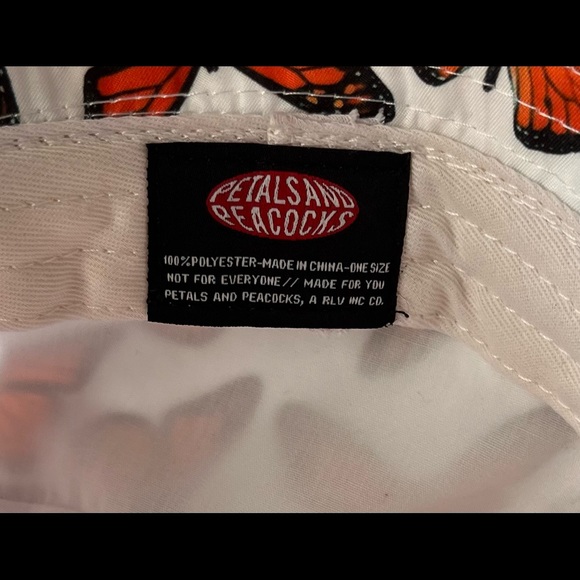 PETALS AND
PEACOCKS
100% POLYESTER-MADE IN CHINA-ONE SIZE
NOT FOR EVERYONE// MADE FOR YOU
PETALS AND PEACOCKS, A RLV INC CO.